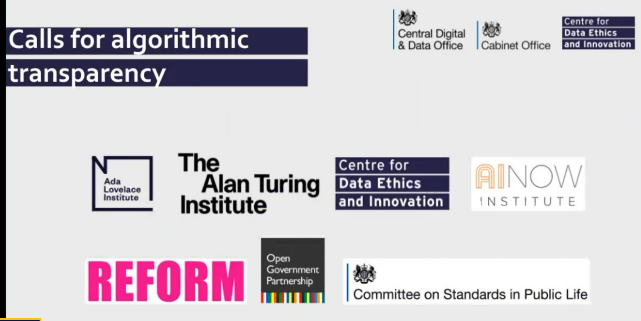 Calls for algorithmic
transparency
Central Digital
& Data Office
Cabinet Office
Centre for
Data Ethics
and Innovation
Ada
Lovelace
Institute
The
Alan Turing
Institute
Centre for
Data Ethics
and Innovation
AINOW
INSTITUTE
REFORM
Open
Government
Partnership
Committee on Standards in Public Life